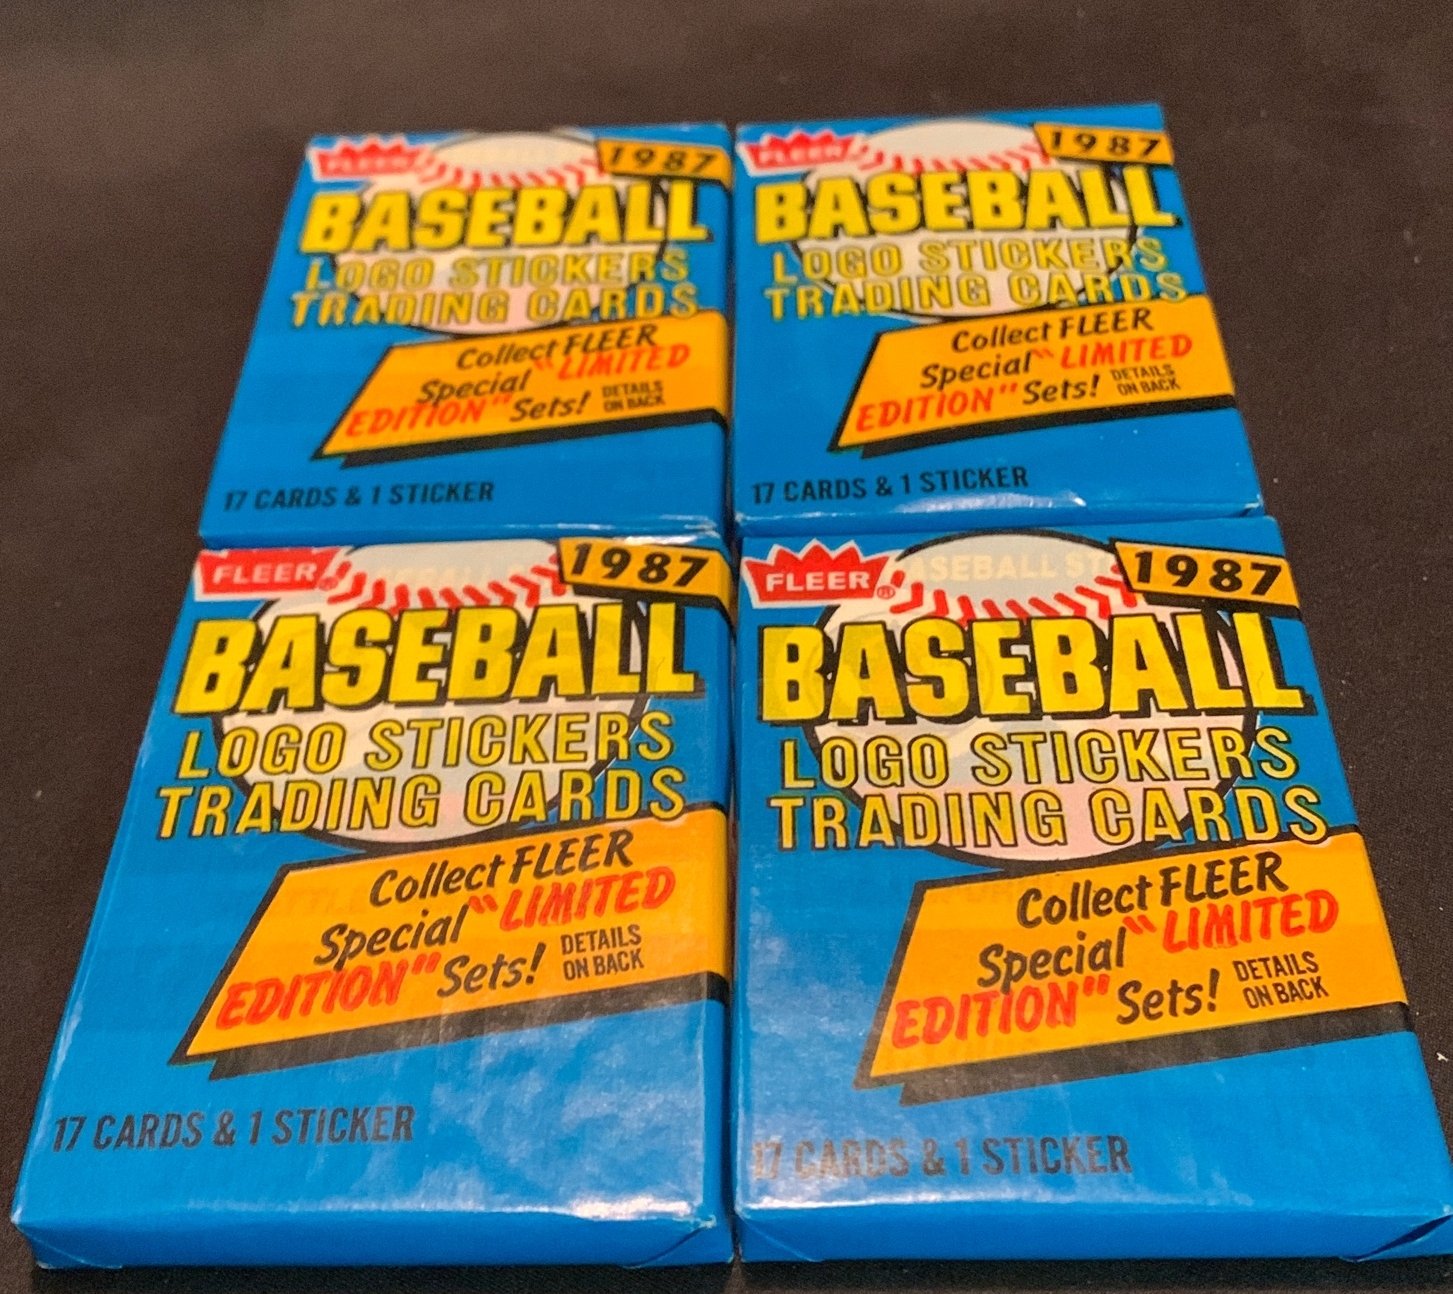 FLEER
1987
BASEBALL
LOGO STICKERS
TRADING CARDS
Collect FLEER
Special "LIMITED
EDITION" Sets! DETAILS
ON BACK
17 CARDS & 1 STICKER
FLEER
1987
BASEBALL
LOGO STICKERS
TRADING CARDS
Collect FLEER
Special "LIMITED
EDITION" Sets! DETAILS
ON BACK
17 CARDS & 1 STICKER
FLEER®
1987
BASEBALL
LOGO STICKERS
TRADING CARDS
Collect FLEER
Special "LIMITED
EDITION" Sets! DETAILS
ON BACK
17 CARDS & 1 STICKER
FLEER®
1987
BASEBALL
LOGO STICKERS
TRADING CARDS
Collect FLEER
Special "LIMITED
EDITION" Sets! DETAILS
ON BACK
17 CARDS & 1 STICKER